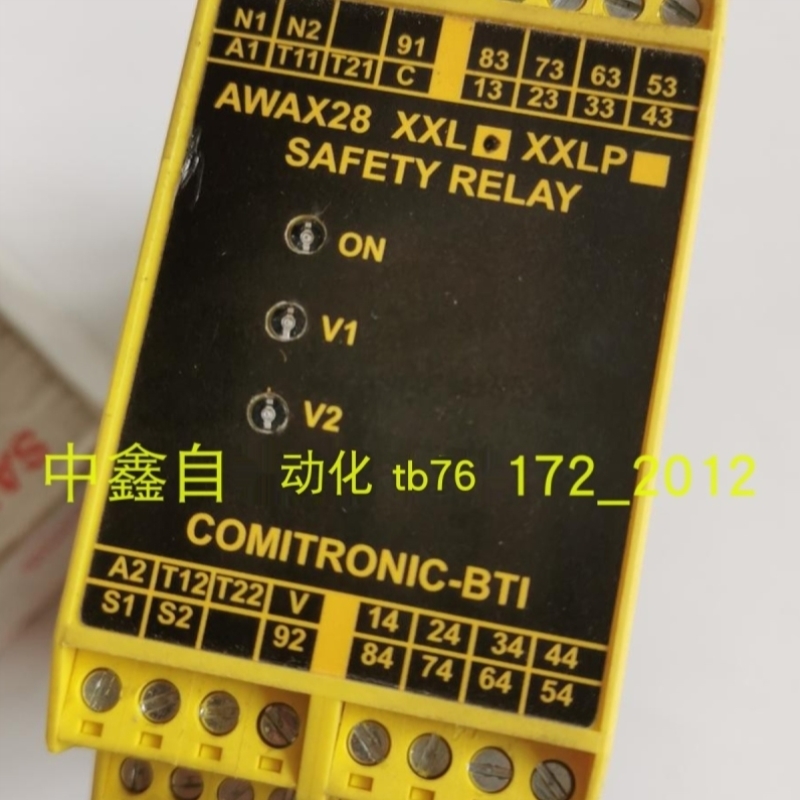 N1 N2 91 83 73 63 53
A1 T11 T21 C 13 23 33 43
AWAX28 XXL XXLP
SAFETY RELAY
ON
V1
V2
中鑫自 动化 tb76 172_2012
COMITRONIC-BTI
A2 T12 T22 V 14 24 34 44
S1 S2 92 84 74 64 54